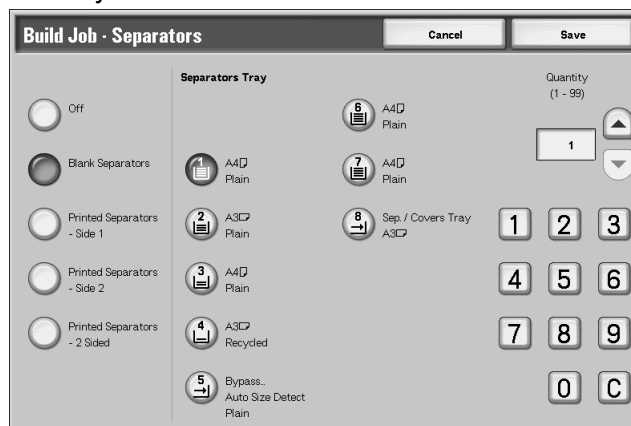 Build Job - Separators
Cancel
Save
Off
Blank Separators
Printed Separators
- Side 1
Printed Separators
- Side 2
Printed Separators
- 2 Sided
Separators Tray
1
A4
Plain
2
A3
Plain
3
A4
Plain
4
A3
Recycled
5
Bypass...
Auto Size Detect
Plain
6
A4
Plain
7
A4
Plain
8
Sep. / Covers Tray
A3
Quantity
(1 - 99)
1
1 2 3
4 5 6
7 8 9
0 C